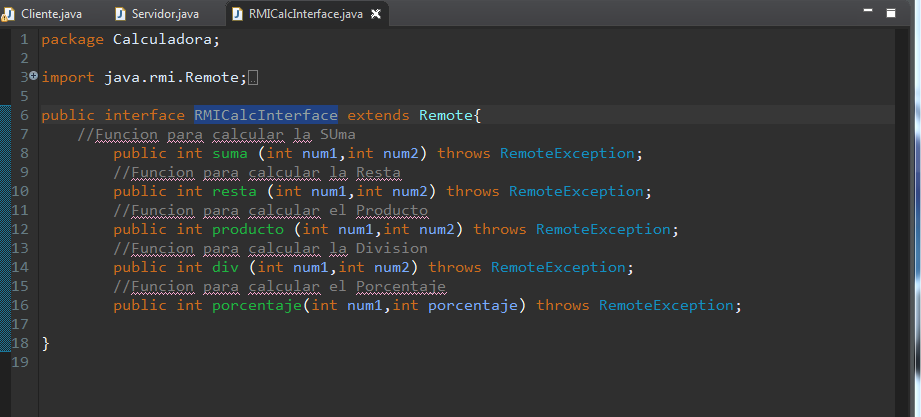 Cliente.java Servidor.java RMICalcInterface.java
1 package Calculadora;
2
3 import java.rmi.Remote;
5
6 public interface RMICalcInterface extends Remote{
7 //Funcion para calcular la SUma
8 public int suma (int num1,int num2) throws RemoteException;
9 //Funcion para calcular la Resta
10 public int resta (int num1,int num2) throws RemoteException;
11 //Funcion para calcular el Producto
12 public int producto (int num1,int num2) throws RemoteException;
13 //Funcion para calcular la Division
14 public int div (int num1,int num2) throws RemoteException;
15 //Funcion para calcular el Porcentaje
16 public int porcentaje(int num1,int porcentaje) throws RemoteException;
17
18 }
19